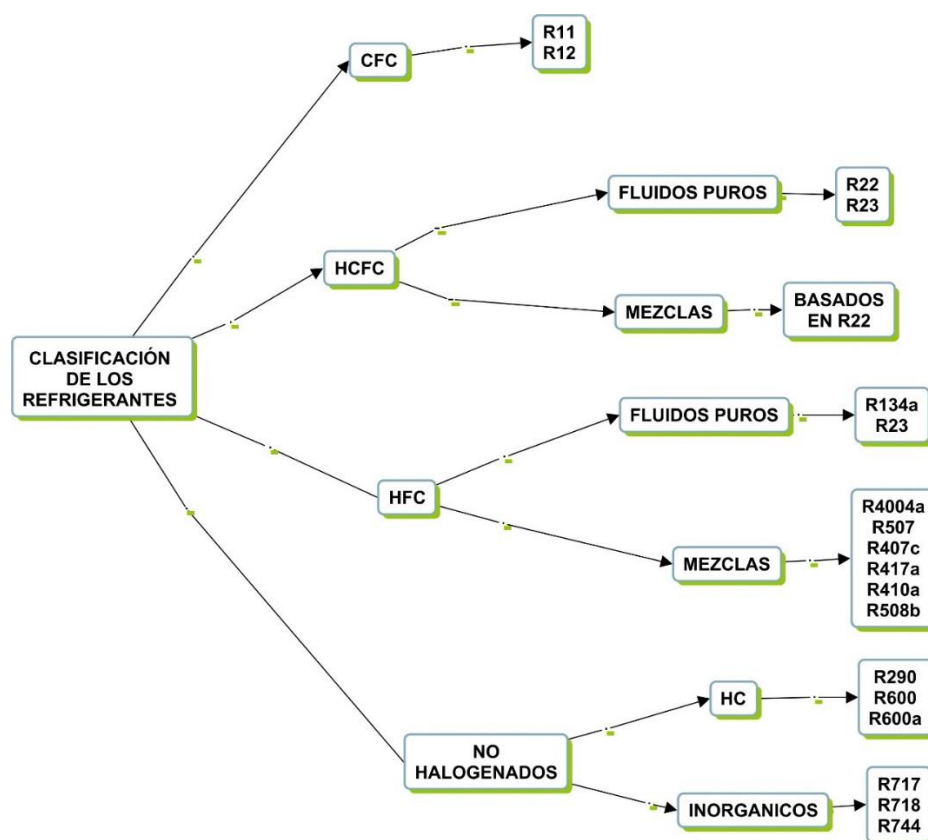 CLASIFICACIÓN
DE LOS
REFRIGERANTES
CFC
R11
R12
HCFC
FLUIDOS PUROS
R22
R23
MEZCLAS
BASADOS
EN R22
HFC
FLUIDOS PUROS
R134a
R23
MEZCLAS
R4004a
R507
R407c
R417a
R410a
R508b
NO
HALOGENADOS
HC
R290
R600
R600a
INORGANICOS
R717
R718
R744